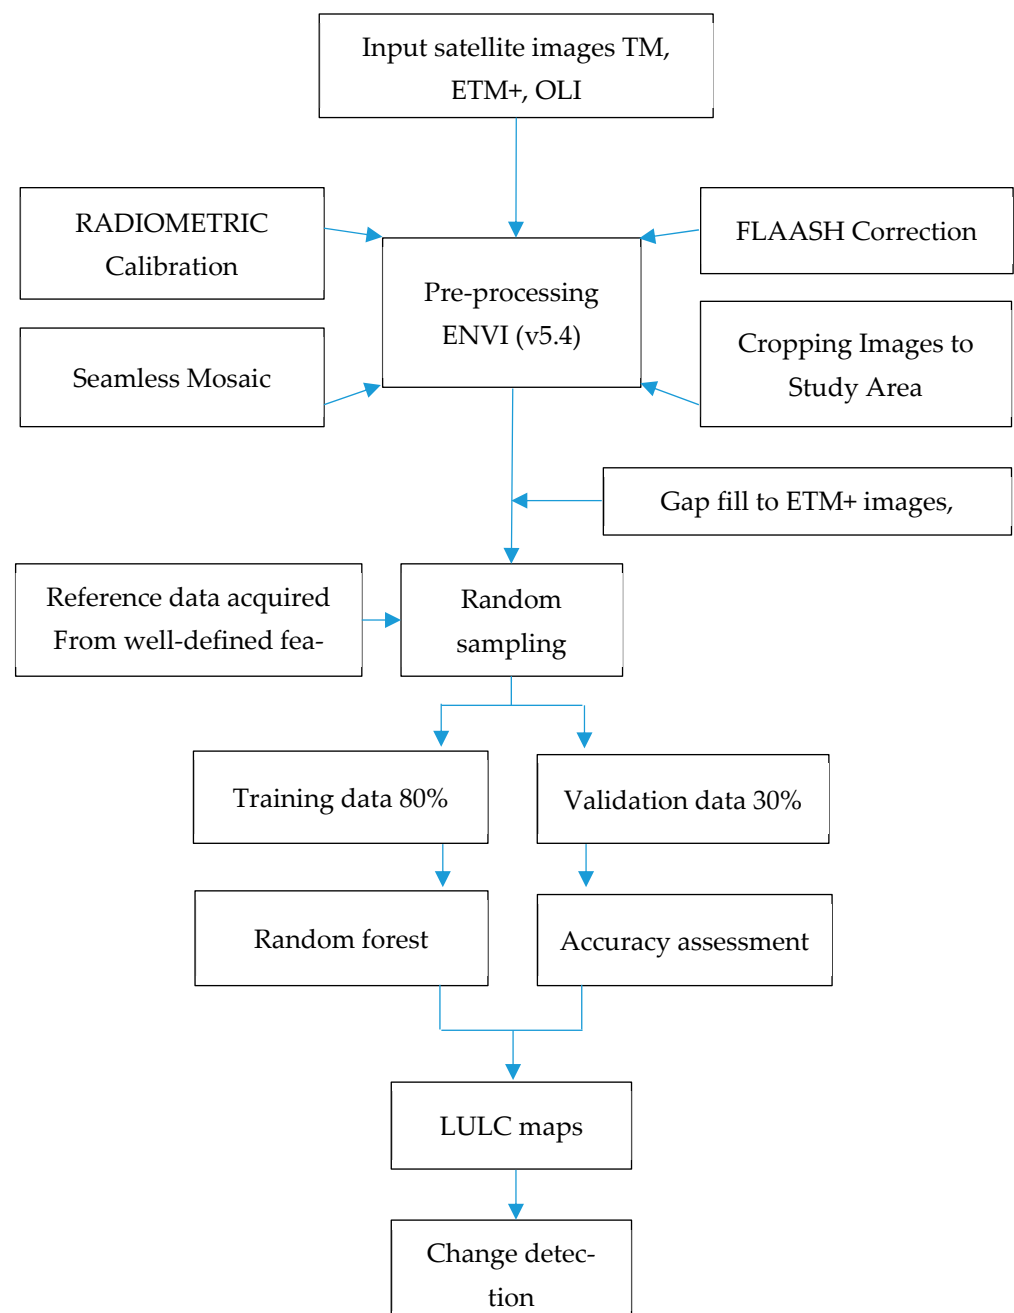 Input satellite images TM,
ETM+, OLI
RADIOMETRIC
Calibration
FLAASH Correction
Pre-processing
ENVI (v5.4)
Seamless Mosaic
Cropping Images to
Study Area
Gap fill to ETM+ images,
Reference data acquired
From well-defined fea-
Random
sampling
Training data 80%
Validation data 30%
Random forest
Accuracy assessment
LULC maps
Change detec-
tion